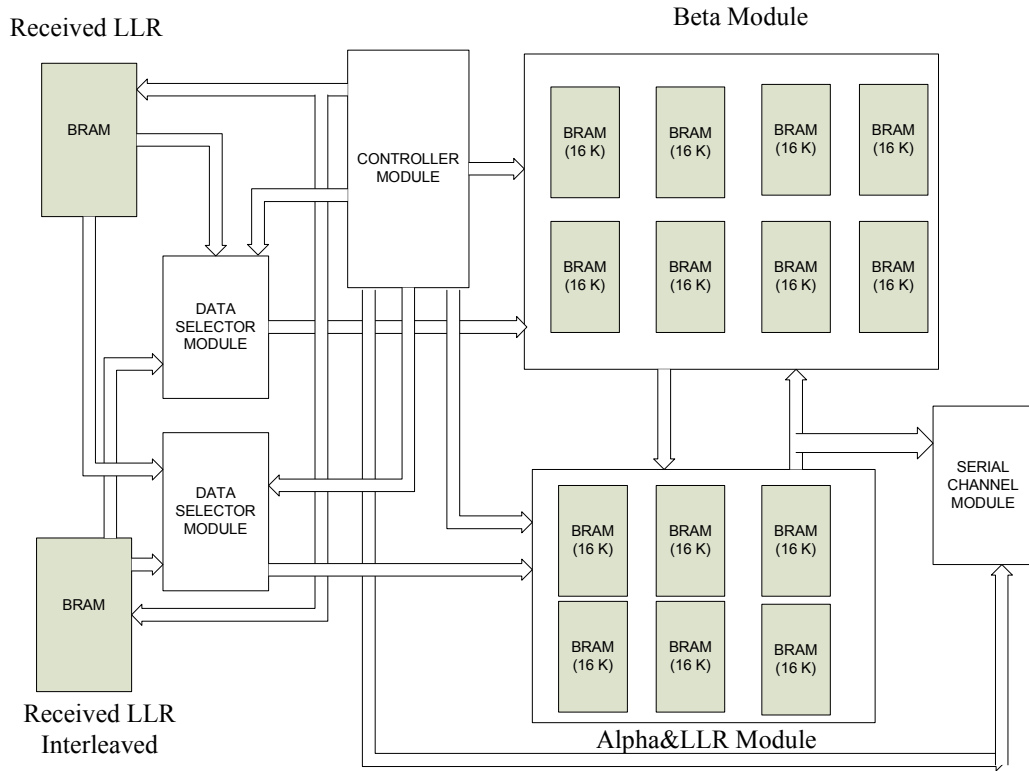 Received LLR
Beta Module
BRAM
CONTROLLER
MODULE
BRAM
(16 K)
BRAM
(16 K)
BRAM
(16 K)
BRAM
(16 K)
BRAM
(16 K)
BRAM
(16 K)
BRAM
(16 K)
BRAM
(16 K)
DATA
SELECTOR
MODULE
DATA
SELECTOR
MODULE
SERIAL
CHANNEL
MODULE
BRAM
(16 K)
BRAM
(16 K)
BRAM
(16 K)
BRAM
(16 K)
BRAM
(16 K)
BRAM
(16 K)
BRAM
Received LLR
Interleaved
Alpha&LLR Module